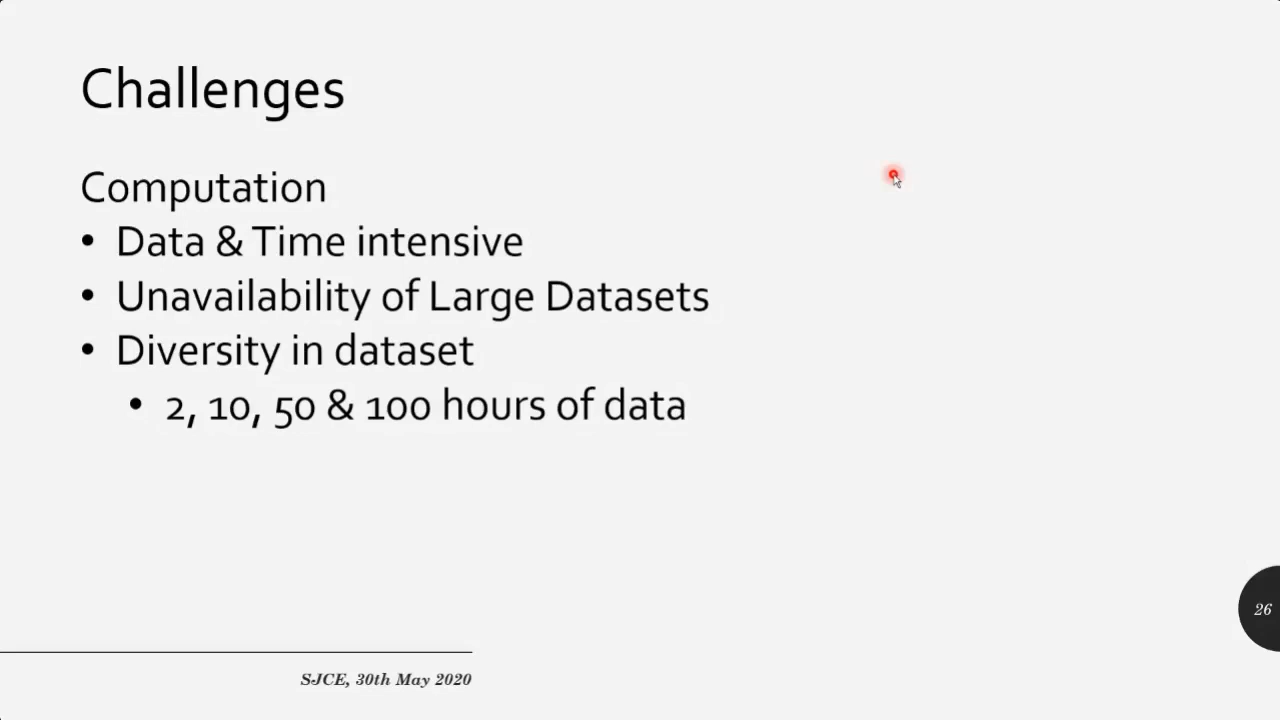 Challenges
Computation
• Data & Time intensive
• Unavailability of Large Datasets
• Diversity in dataset
• 2, 10, 50 & 100 hours of data
26
SJCE, 30th May 2020